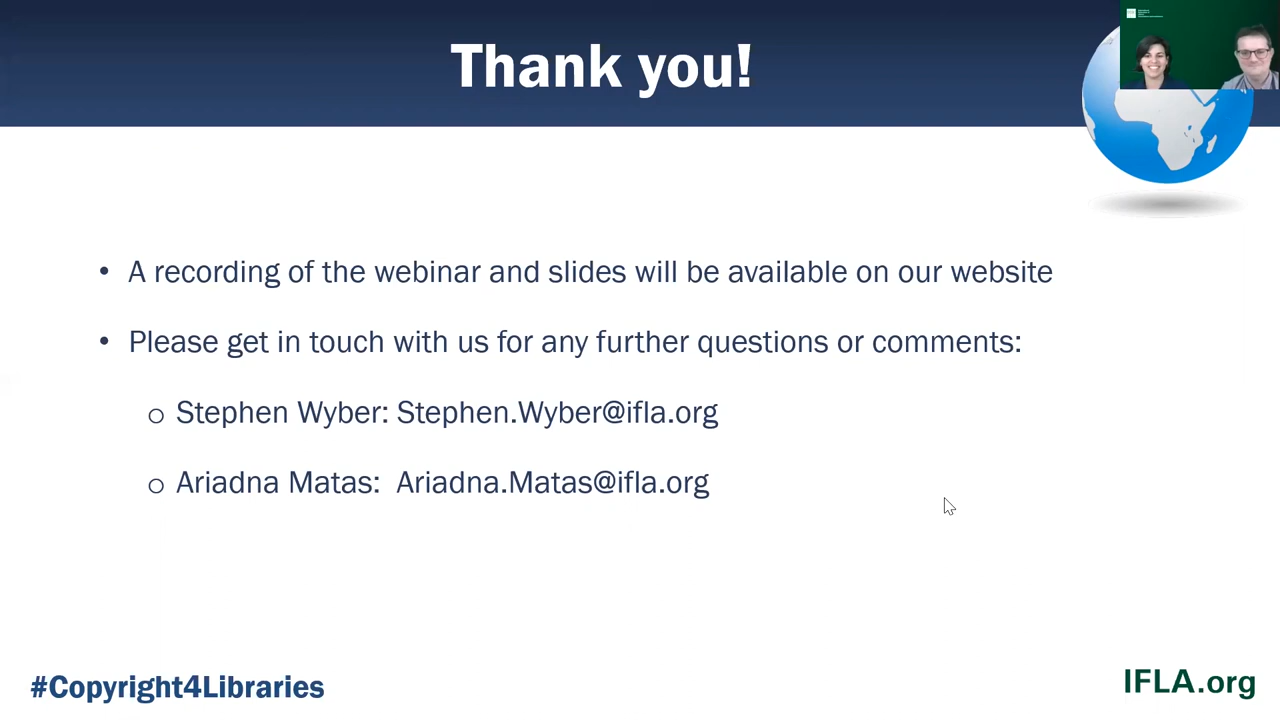 Thank you!
• A recording of the webinar and slides will be available on our website
• Please get in touch with us for any further questions or comments:
o Stephen Wyber: Stephen.Wyber@ifla.org
o Ariadna Matas: Ariadna.Matas@ifla.org
#Copyright4Libraries
IFLA.org